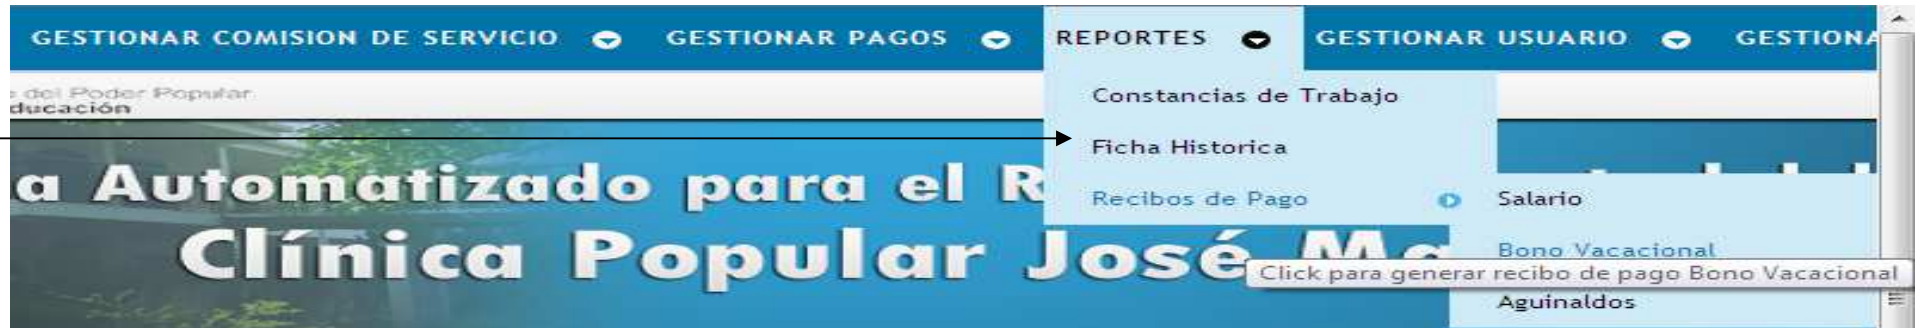 GESTIONAR COMISION DE SERVICIO GESTIONAR PAGOS REPORTES GESTIONAR USUARIO GESTIONA
del Poder Popular
ducación
Constancias de Trabajo
Ficha Historica
Recibos de Pago
a Automatizado para el R
Clínica Popular José Ma
Salario
Bono Vacacional
Click para generar recibo de pago Bono Vacacional
Aguinaldos